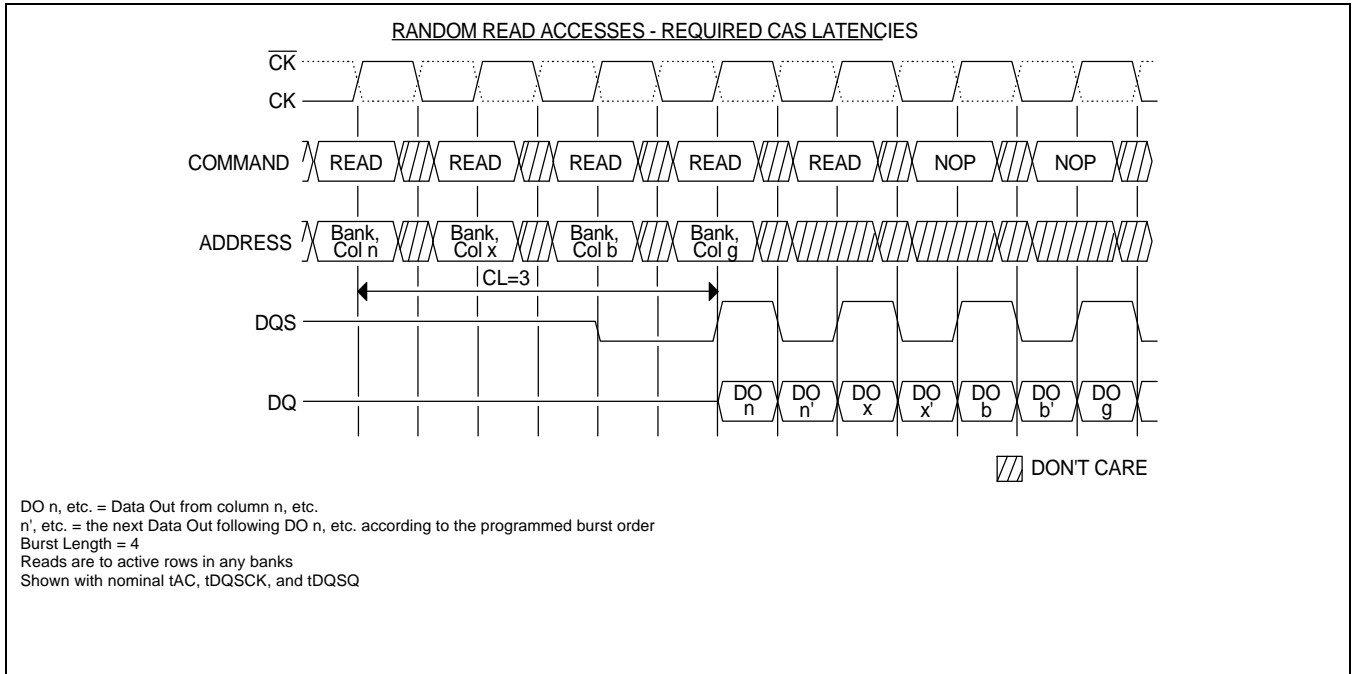 RANDOM READ ACCESSES - REQUIRED CAS LATENCIES
CK
CK
COMMAND READ READ READ READ READ NOP NOP
ADDRESS Bank, Col n Bank, Col x Bank, Col b Bank, Col g
CL=3
DQS
DQ DO n DO n' DO x DO x' DO b DO b' DO g
DON'T CARE
DO n, etc. = Data Out from column n, etc.
n', etc. = the next Data Out following DO n, etc. according to the programmed burst order
Burst Length = 4
Reads are to active rows in any banks
Shown with nominal tAC, tDQSCK, and tDQSQ